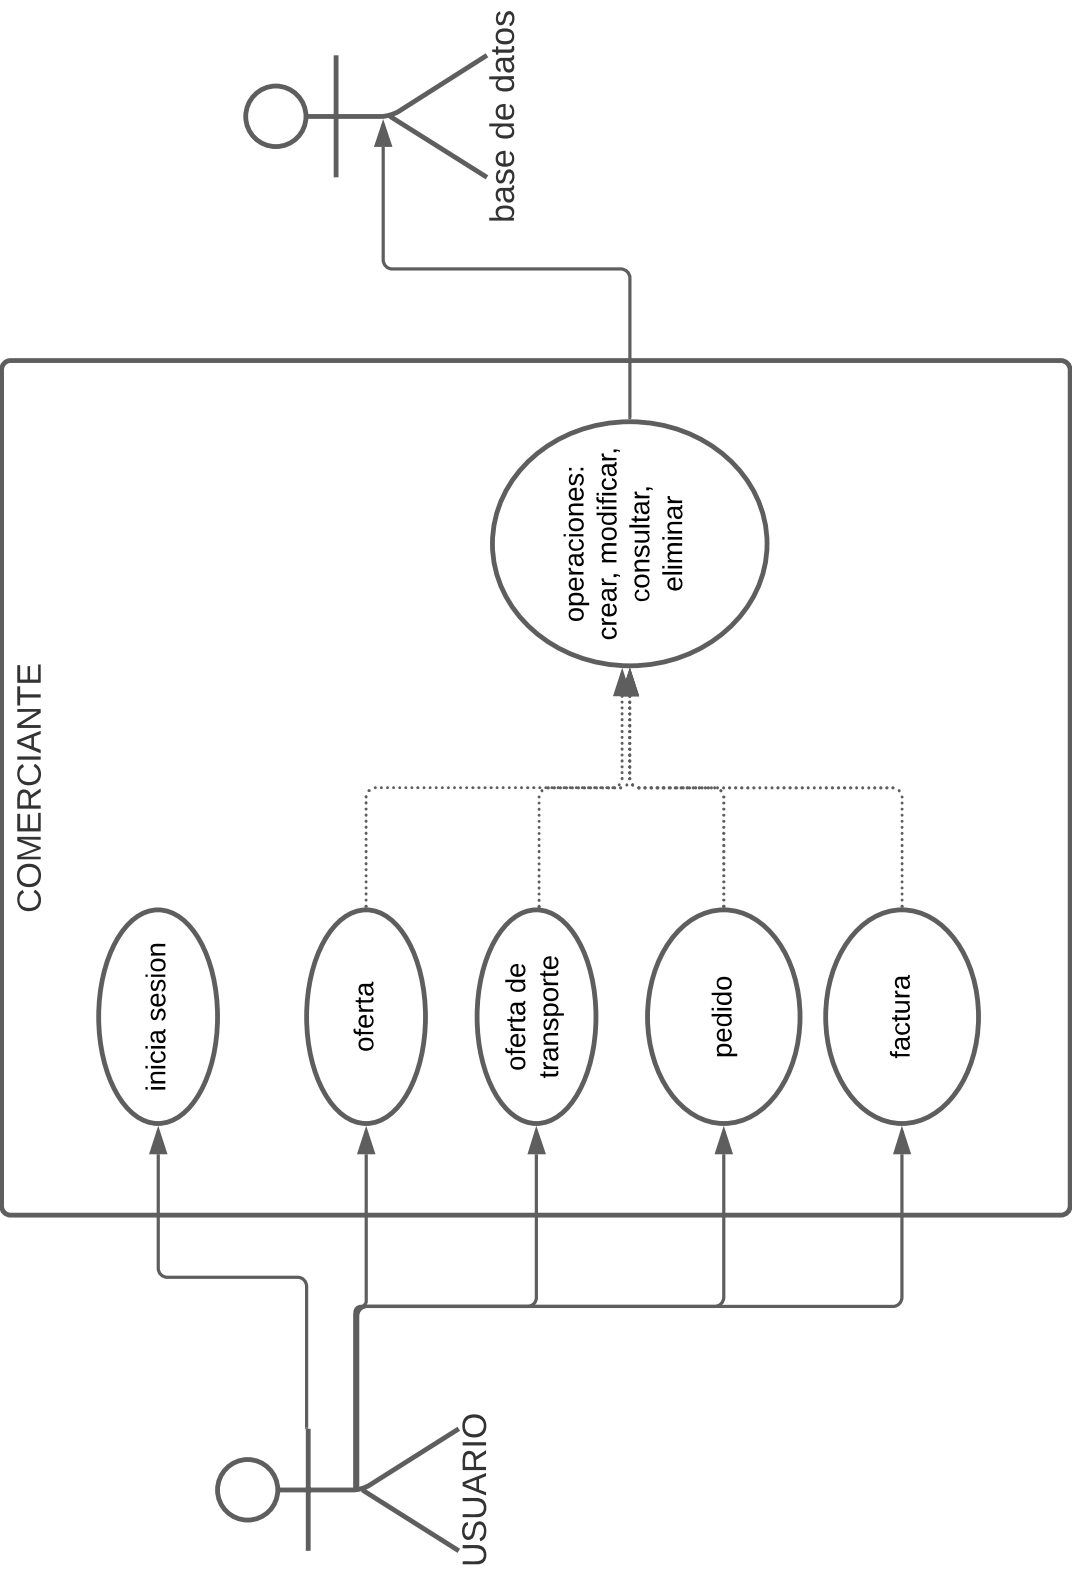 COMERCIANTE
inicia sesion
oferta
oferta de
transporte
pedido
factura
operaciones:
crear, modificar,
consultar,
eliminar
USUARIO
base de datos